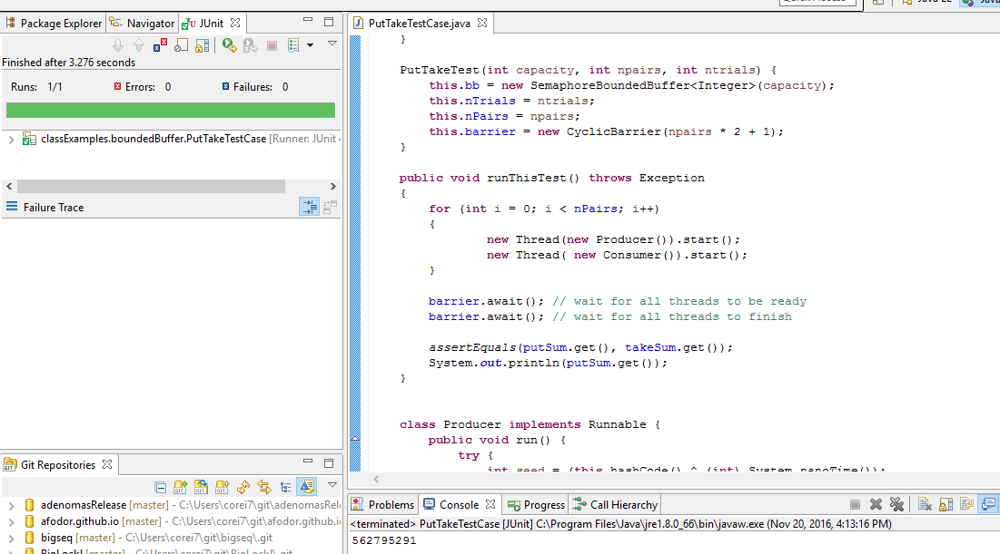 Java EE
Package Explorer
Navigator
JUnit
Finished after 3.276 seconds
Runs: 1/1
Errors: 0
Failures: 0
classExamples.boundedBuffer.PutTakeTestCase [Runner: JUnit
Failure Trace
Git Repositories
adenomasRelease [master] - C:\Users\corei7\git\adenomasRel
afodor.github.io [master] - C:\Users\corei7\git\afodor.github.i
bigseq [master] - C:\Users\corei7\git\bigseq\.git
PutTakeTestCase.java
}
PutTakeTest(int capacity, int npairs, int ntrials) {
this.bb = new SemaphoreBoundedBuffer<Integer>(capacity);
this.nTrials = ntrials;
this.nPairs = npairs;
this.barrier = new CyclicBarrier(npairs * 2 + 1);
}
public void runThisTest() throws Exception
{
for (int i = 0; i < nPairs; i++)
{
new Thread(new Producer()).start();
new Thread( new Consumer()).start();
}
barrier.await(); // wait for all threads to be ready
barrier.await(); // wait for all threads to finish
assertEquals(putSum.get(), takeSum.get());
System.out.println(putSum.get());
}
class Producer implements Runnable {
public void run() {
try {
int seed = (this.hashCode() ^ (int) System.nanoTime());
Problems
Console
Progress
Call Hierarchy
<terminated> PutTakeTestCase [JUnit] C:\Program Files\Java\jre1.8.0_66\bin\javaw.exe (Nov 20, 2016, 4:13:16 PM)
562795291